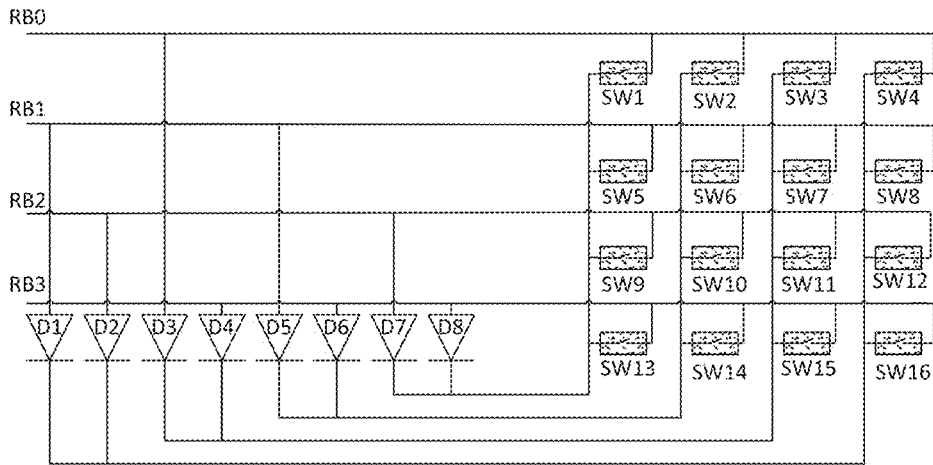 RB0
SW1 SW2 SW3 SW4
RB1
SW5 SW6 SW7 SW8
RB2
SW9 SW10 SW11 SW12
RB3
D1 D2 D3 D4 D5 D6 D7 D8
SW13 SW14 SW15 SW16